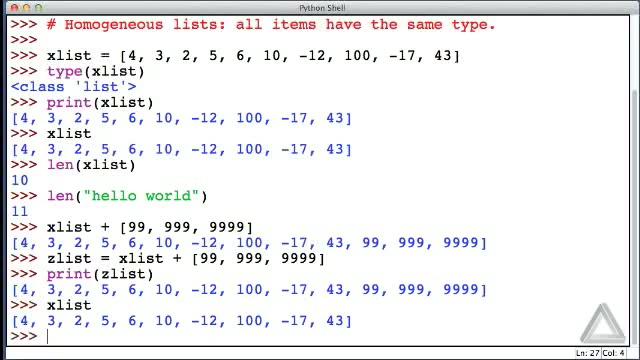 Python Shell
>>> # Homogeneous lists: all items have the same type.
>>>
>>> xlist = [4, 3, 2, 5, 6, 10, -12, 100, -17, 43]
>>> type(xlist)
<class 'list'>
>>> print(xlist)
[4, 3, 2, 5, 6, 10, -12, 100, -17, 43]
>>> xlist
[4, 3, 2, 5, 6, 10, -12, 100, -17, 43]
>>> len(xlist)
10
>>> len("hello world")
11
>>> xlist + [99, 999, 9999]
[4, 3, 2, 5, 6, 10, -12, 100, -17, 43, 99, 999, 9999]
>>> zlist = xlist + [99, 999, 9999]
>>> print(zlist)
[4, 3, 2, 5, 6, 10, -12, 100, -17, 43, 99, 999, 9999]
>>> xlist
[4, 3, 2, 5, 6, 10, -12, 100, -17, 43]
>>>
Ln: 27 Col: 4